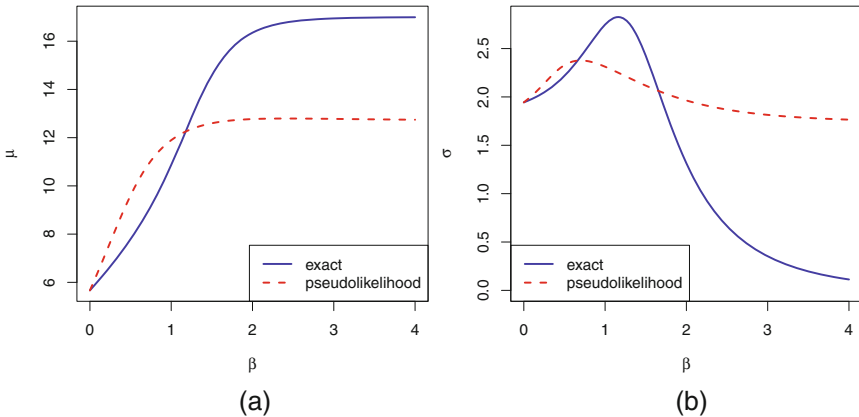 16
14
12
10
8
6
μ
exact
pseudolikelihood
0 1 2 3 4
β
(a)
2.5
2.0
1.5
1.0
0.5
0.0
σ
exact
pseudolikelihood
0 1 2 3 4
β
(b)